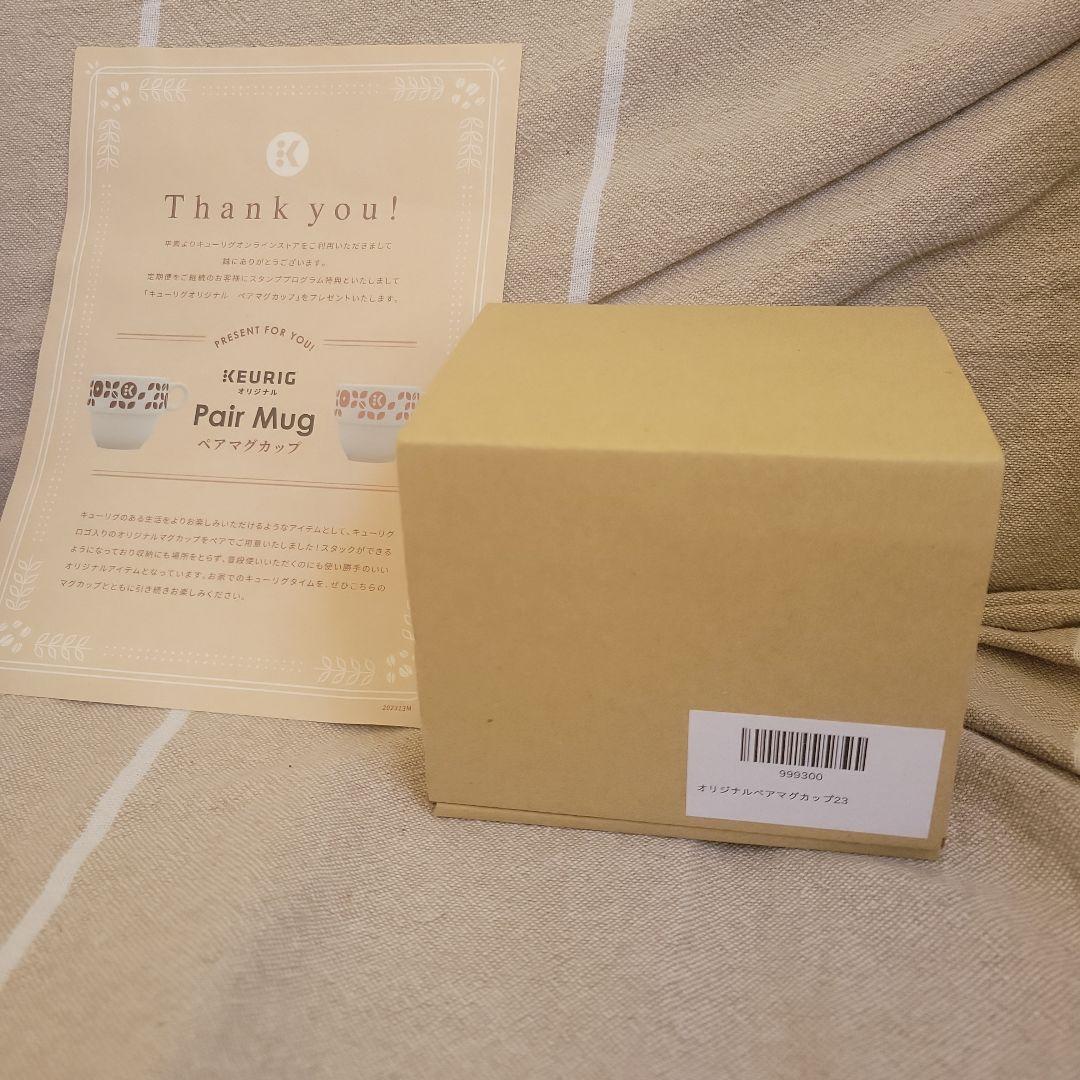 K
Thank you!
平素よりキューリグオンラインストアをご利用いただきまして
誠にありがとうございます。
定期便をご継続のお客様にスタンププログラム特典といたしまして
「キューリグオリジナル ペアマグカップ」をプレゼントいたします。
PRESENT FOR YOU!
KEURIG
オリジナル
Pair Mug
ペアマグカップ
キューリグのある生活をよりお楽しみいただけるようなアイテムとして、キューリグ
ロゴ入りのオリジナルマグカップをペアでご用意いたしました！スタックができる
ようになっており収納にも場所をとらず、普段使いいただくのにも使い勝手のいい
オリジナルアイテムとなっています。お家でのキューリグタイムを、ぜひこちらの
マグカップとともに引き続きお楽しみください。
202313M
999300
オリジナルペアマグカップ23